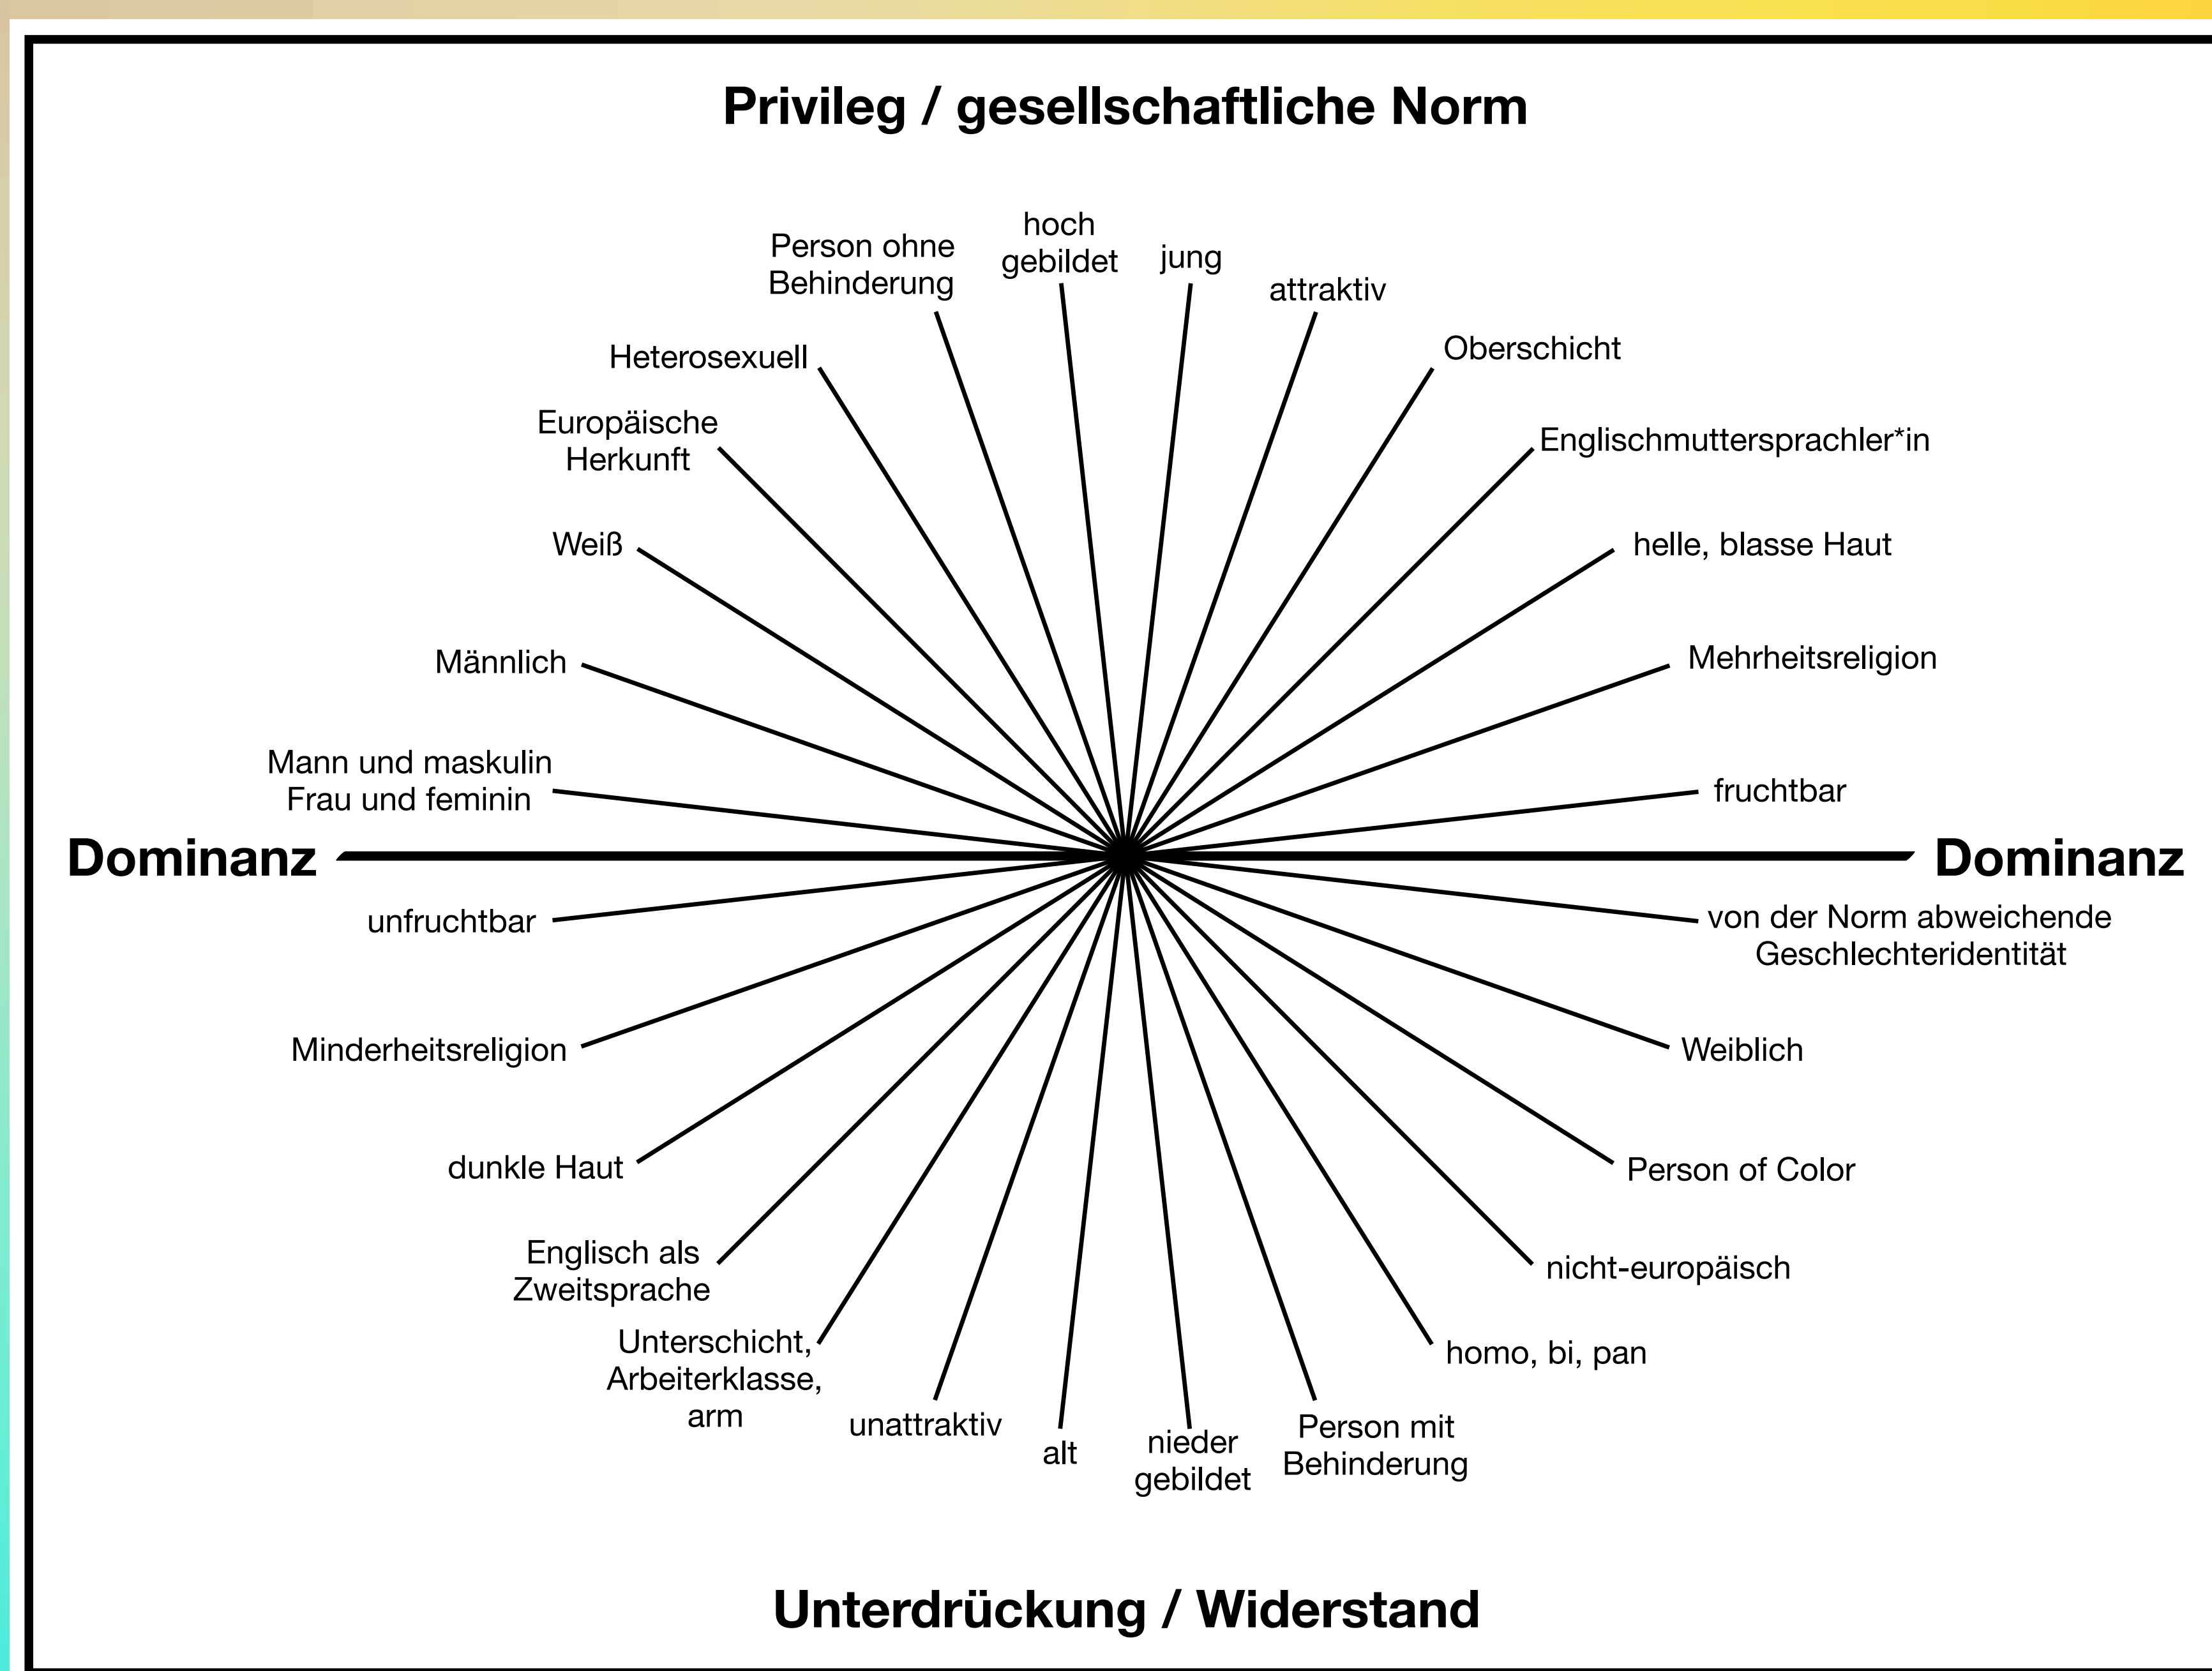 Privileg / gesellschaftliche Norm
hoch
gebildet
Person ohne
Behinderung
jung
attraktiv
Heterosexuell
Oberschicht
Europäische
Herkunft
Englischmuttersprachler*in
Weiß
helle, blasse Haut
Männlich
Mehrheitsreligion
Mann und maskulin
Frau und feminin
fruchtbar
Dominanz
Dominanz
unfruchtbar
von der Norm abweichende
Geschlechteridentität
Minderheitsreligion
Weiblich
dunkle Haut
Person of Color
Englisch als
Zweitsprache
nicht-europäisch
Unterschicht,
Arbeiterklasse,
arm
homo, bi, pan
unattraktiv
alt
nieder
gebildet
Person mit
Behinderung
Unterdrückung / Widerstand